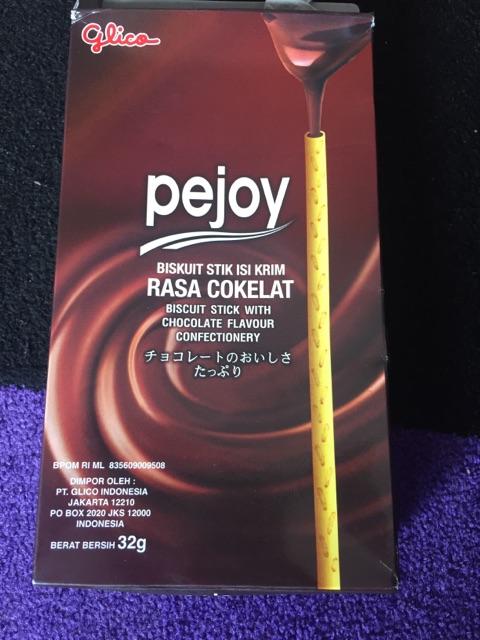 Glico
pejoy
BISKUIT STIK ISI KRIM
RASA COKELAT
BISCUIT STICK WITH
CHOCOLATE FLAVOUR
CONFECTIONERY
チョコレートのおいしさ
たっぷり
BPOM RI ML 835609009508
DIMPOR OLEH :
PT. GLICO INDONESIA
JAKARTA 12210
PO BOX 2020 JKS 12000
INDONESIA
BERAT BERSIH 32g